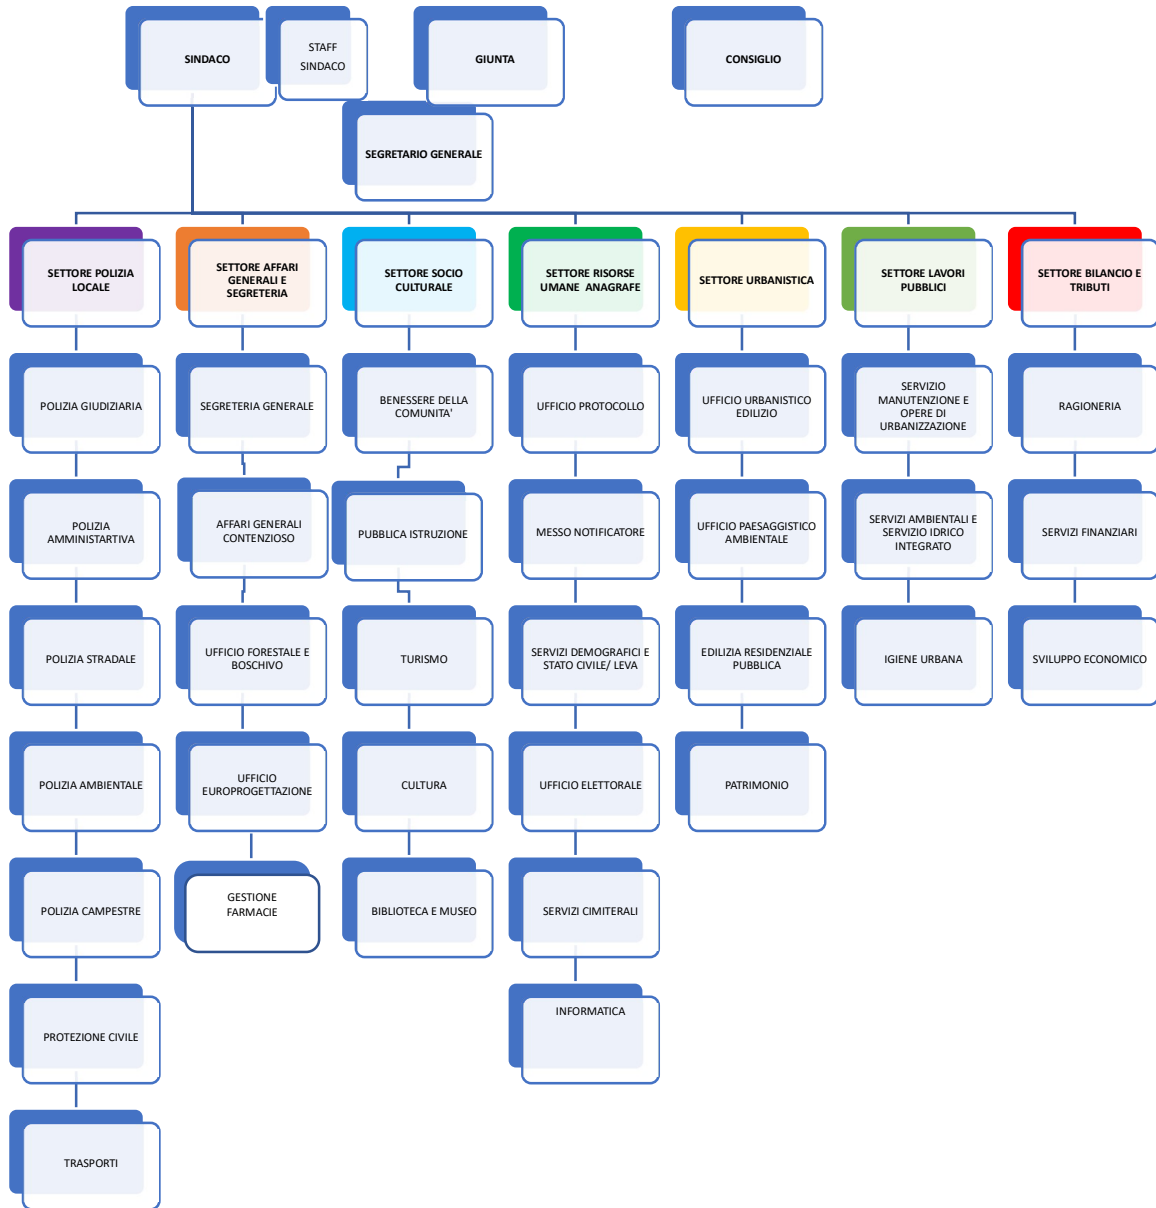 SINDACO
STAFF
SINDACO
GIUNTA
CONSIGLIO
SEGRETARIO GENERALE
SETTORE POLIZIA
LOCALE
SETTORE AFFARI
GENERALI E
SEGRETERIA
SETTORE SOCIO
CULTURALE
SETTORE RISORSE
UMANE  ANAGRAFE
SETTORE URBANISTICA
SETTORE LAVORI
PUBBLICI
SETTORE BILANCIO E
TRIBUTI
POLIZIA GIUDIZIARIA
SEGRETERIA GENERALE
BENESSERE DELLA
COMUNITA'
UFFICIO PROTOCOLLO
UFFICIO URBANISTICO
EDILIZIO
SERVIZIO
MANUTENZIONE E
OPERE DI
URBANIZZAZIONE
RAGIONERIA
POLIZIA
AMMINISTARTIVA
AFFARI GENERALI
CONTENZIOSO
PUBBLICA ISTRUZIONE
MESSO NOTIFICATORE
UFFICIO PAESAGGISTICO
AMBIENTALE
SERVIZI AMBIENTALI E
SERVIZIO IDRICO
INTEGRATO
SERVIZI FINANZIARI
POLIZIA STRADALE
UFFICIO FORESTALE E
BOSCHIVO
TURISMO
SERVIZI DEMOGRAFICI E
STATO CIVILE/ LEVA
EDILIZIA RESIDENZIALE
PUBBLICA
IGIENE URBANA
SVILUPPO ECONOMICO
POLIZIA AMBIENTALE
UFFICIO
EUROPROGETTAZIONE
CULTURA
UFFICIO ELETTORALE
PATRIMONIO
POLIZIA CAMPESTRE
GESTIONE
FARMACIE
BIBLIOTECA E MUSEO
SERVIZI CIMITERALI
PROTEZIONE CIVILE
INFORMATICA
TRASPORTI